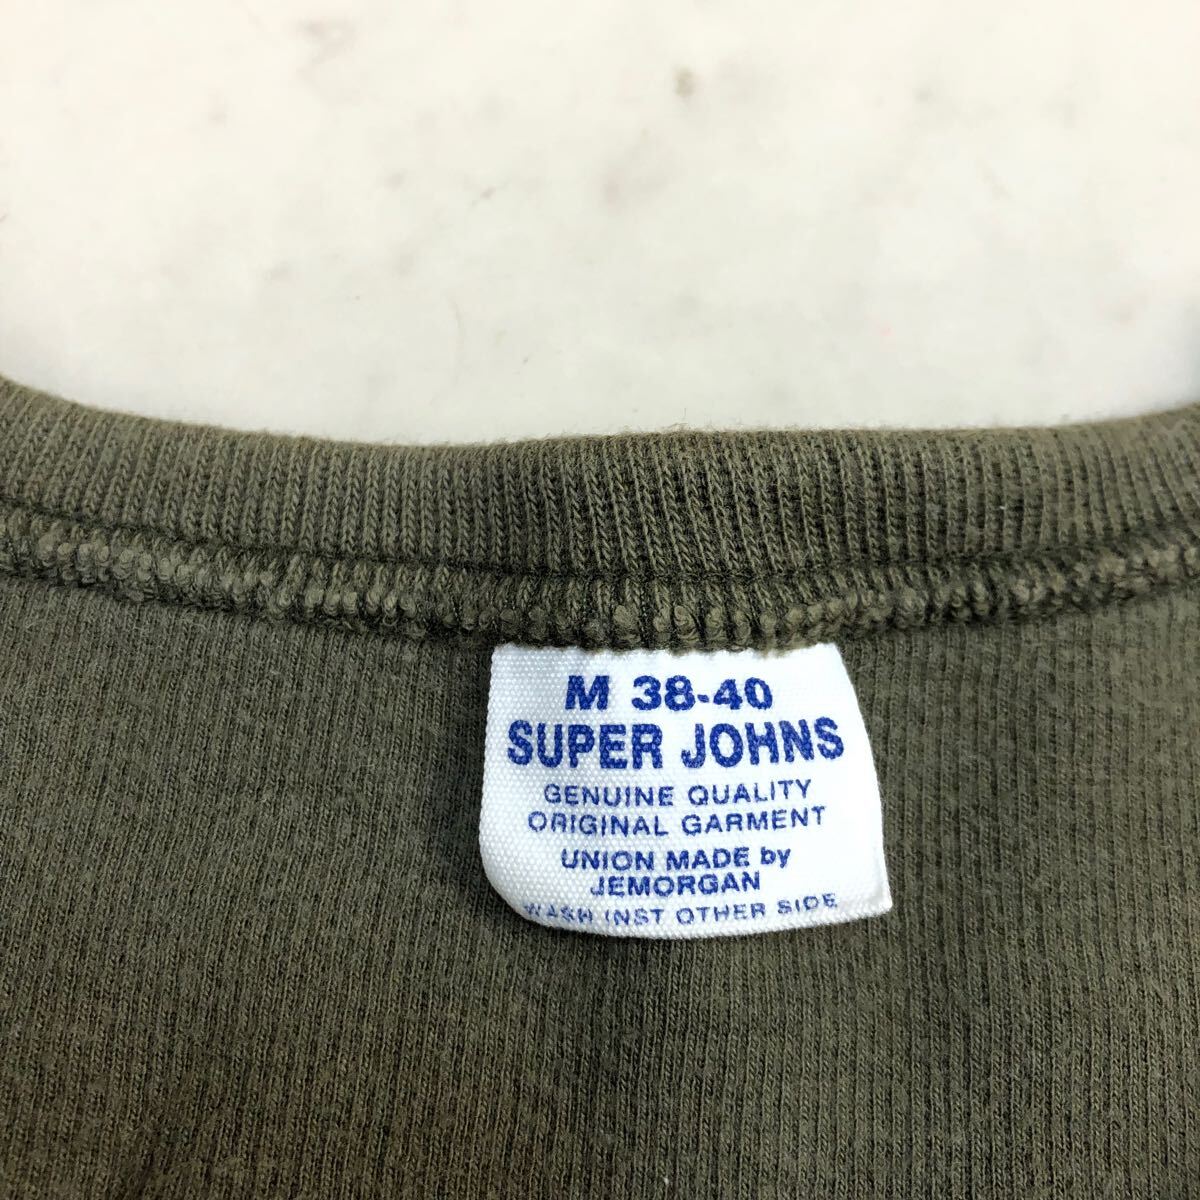 M 38-40
SUPER JOHNS
GENUINE QUALITY
ORIGINAL GARMENT
UNION MADE by
JEMORGAN
WASH INST OTHER SIDE